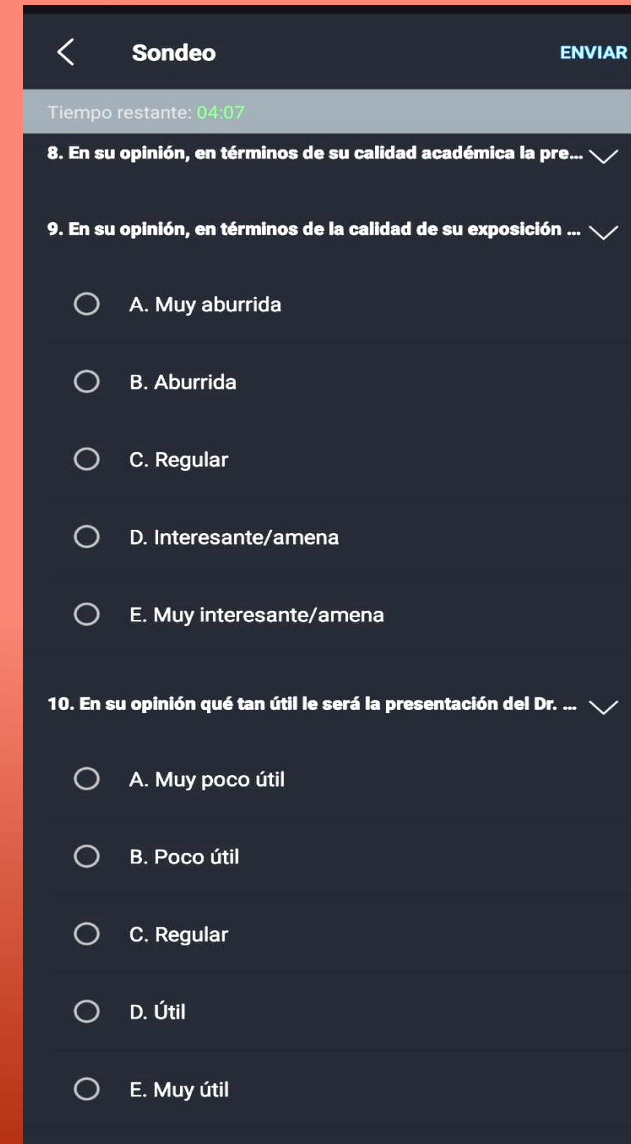 Sondeo
ENVIAR
Tiempo restante: 04:07
8. En su opinión, en términos de su calidad académica la pre...
9. En su opinión, en términos de la calidad de su exposición ...
A. Muy aburrida
B. Aburrida
C. Regular
D. Interesante/amena
E. Muy interesante/amena
10. En su opinión qué tan útil le será la presentación del Dr. ...
A. Muy poco útil
B. Poco útil
C. Regular
D. Útil
E. Muy útil